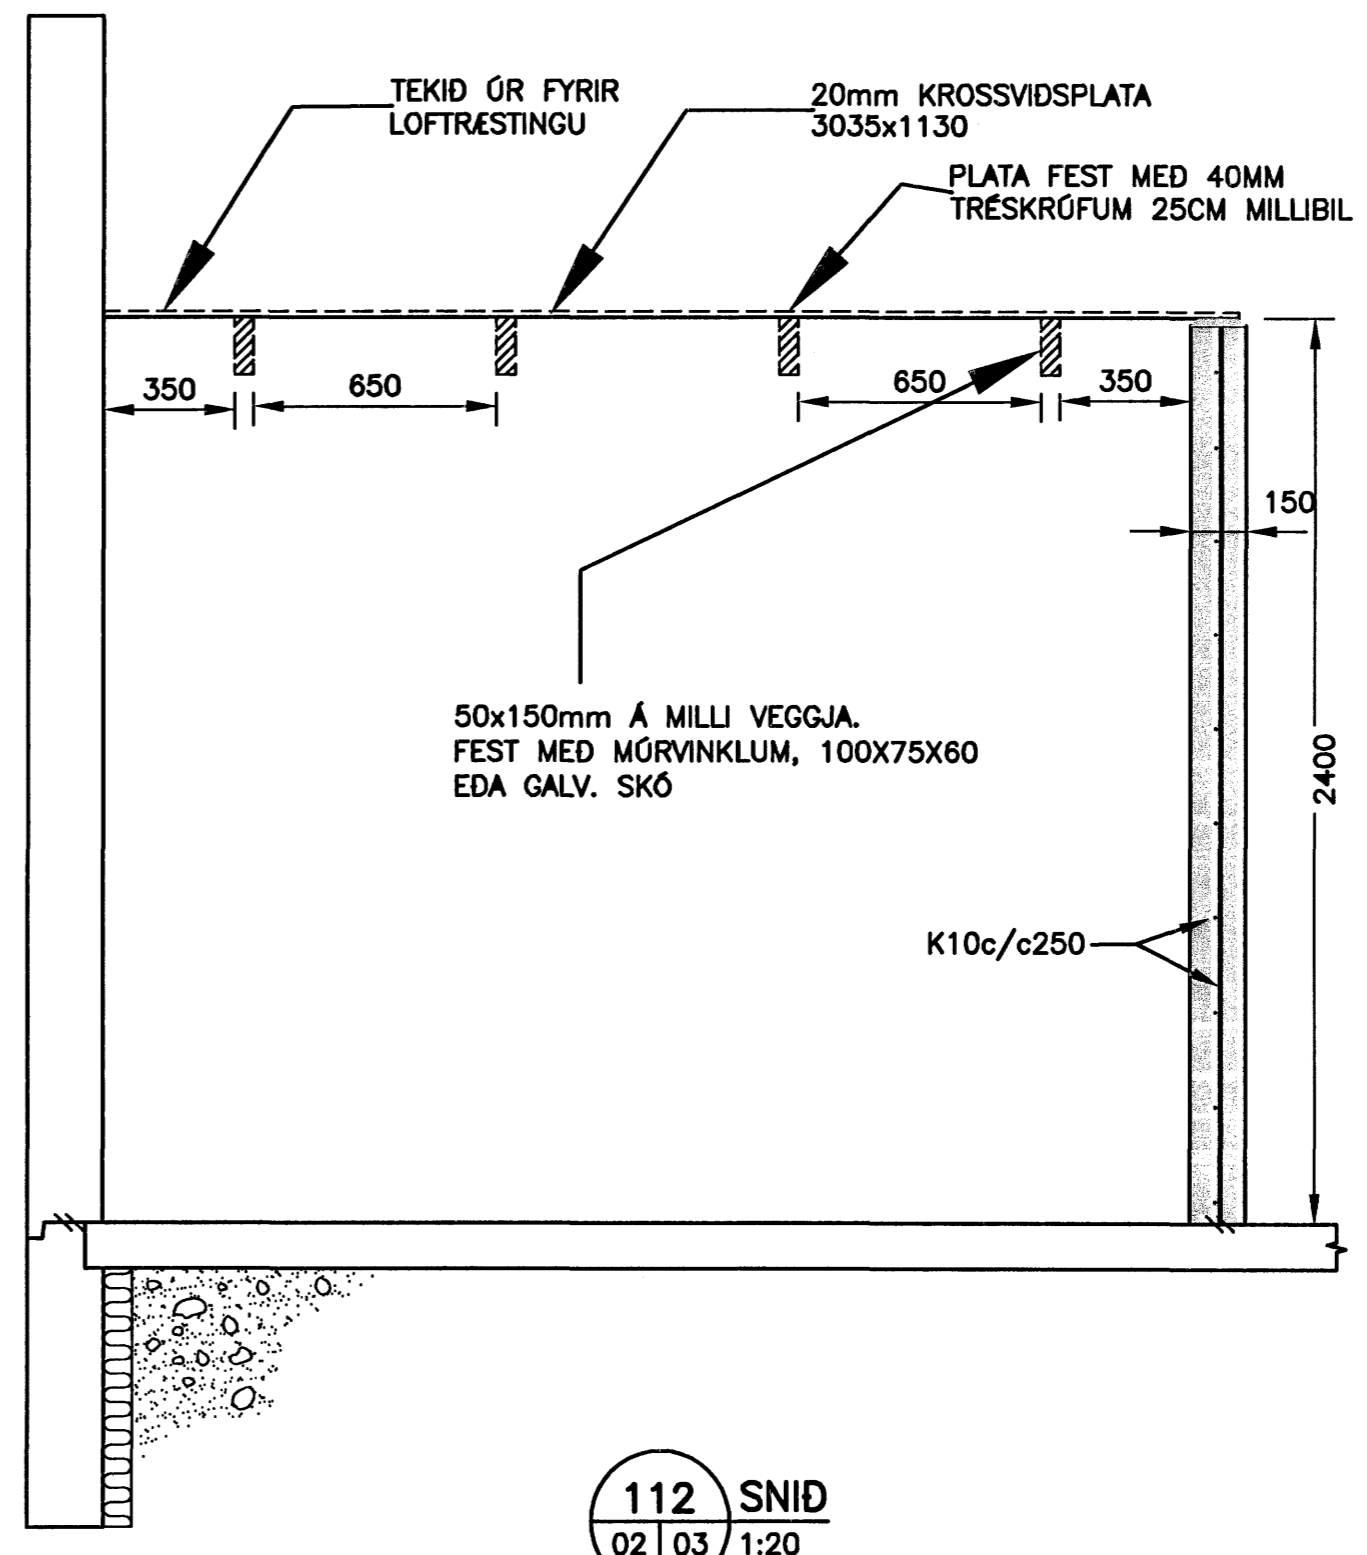 TEKIÐ ÚR FYRIR
LOFTRÆSTINGU
20mm KROSSVIÐSPLATA
3035x1130
PLATA FEST MEÐ 40MM
TRÉSKRÚFUM 25CM MILLIBIL
350
650
650
350
150
50x150mm Á MILLI VEGGJA.
FEST MEÐ MÚRVINKLUM, 100X75X60
EÐA GALV. SKÓ
2400
K10c/c250
112 SNIÐ
02 03 1:20